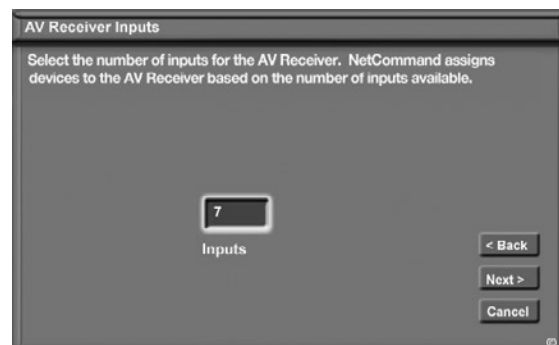 AV Receiver Inputs
Select the number of inputs for the AV Receiver. NetCommand assigns
devices to the AV Receiver based on the number of inputs available.
7
Inputs
< Back
Next >
Cancel